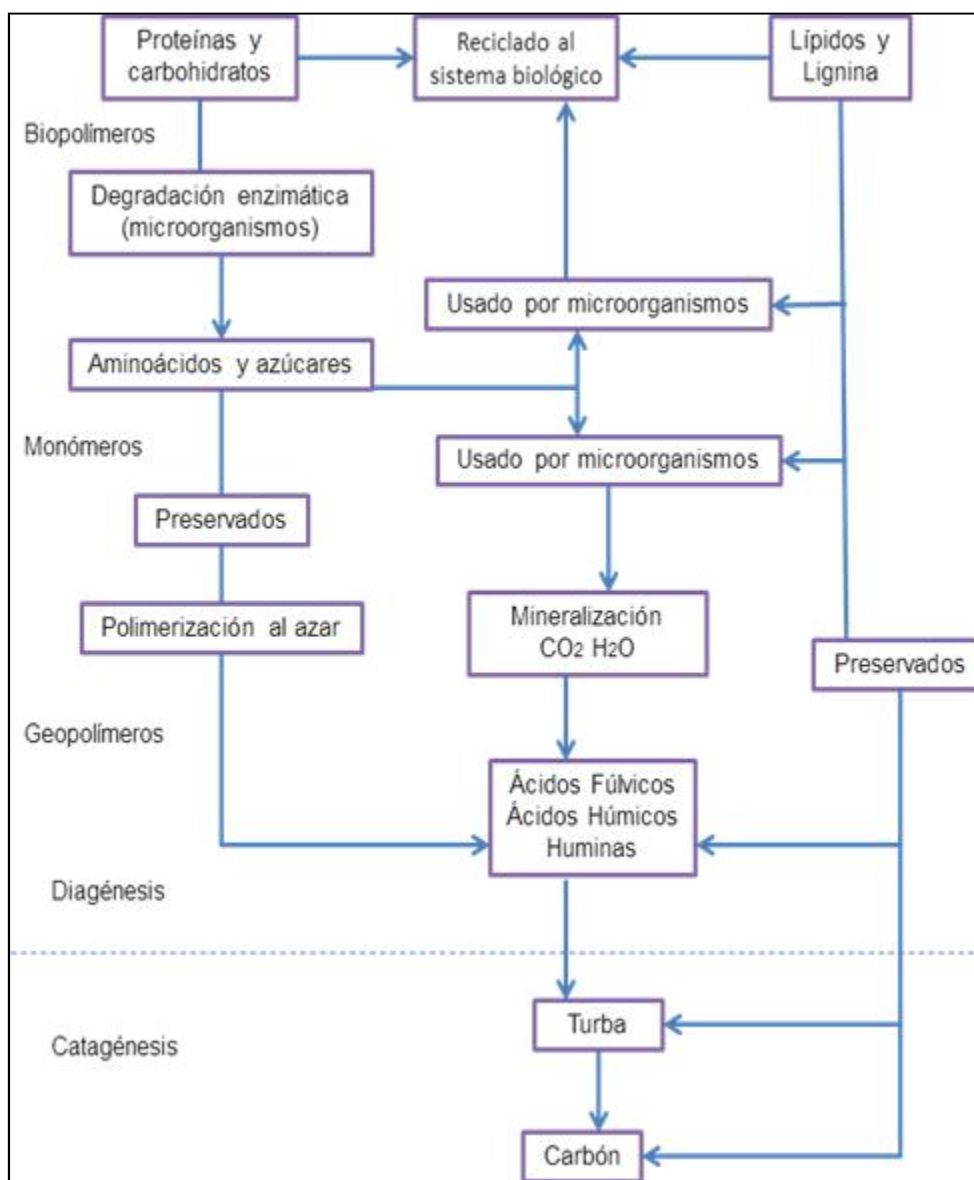 Proteínas y
carbohidratos
Reciclado al
sistema biológico
Lípidos y
Lignina
Biopolímeros
Degradación enzimática
(microorganismos)
Usado por microorganismos
Aminoácidos y azúcares
Monómeros
Usado por microorganismos
Preservados
Polimerización al azar
Mineralización
CO2 H2O
Preservados
Geopolímeros
Ácidos Fúlvicos
Ácidos Húmicos
Huminas
Diagénesis
Turba
Catagénesis
Carbón